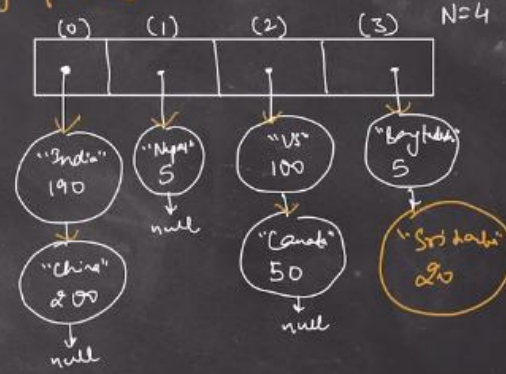 N=4
(0) (1) (2) (3)
"India" "Nepal" "US" "Bangladesh"
190 5 100 5
null
"China" "Canada" "Sri Lanka"
200 50 20
null null